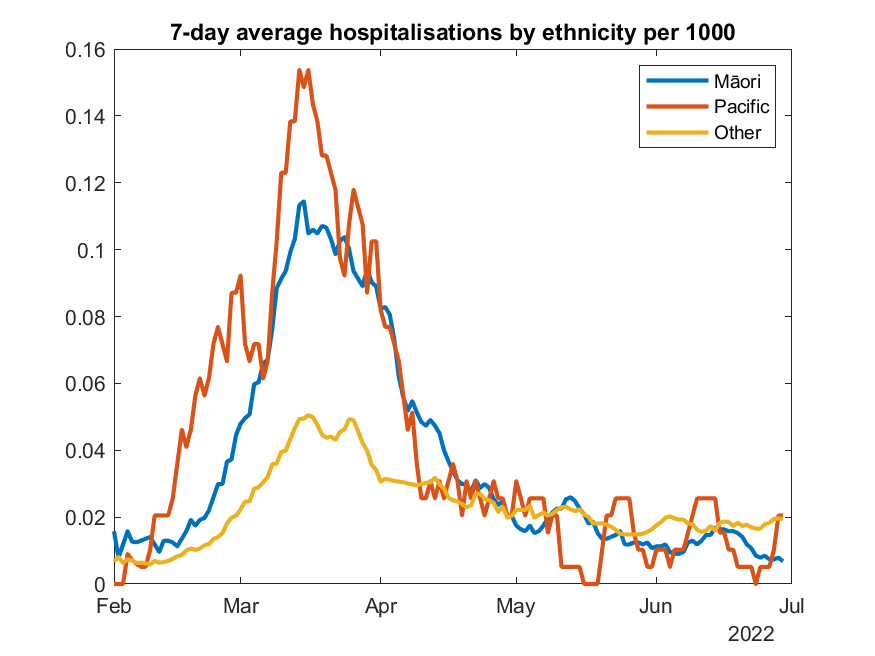 7-day average hospitalisations by ethnicity per 1000
0.16
0.14
0.12
0.1
0.08
0.06
0.04
0.02
0
Māori
Pacific
Other
Feb Mar Apr May Jun Jul
2022